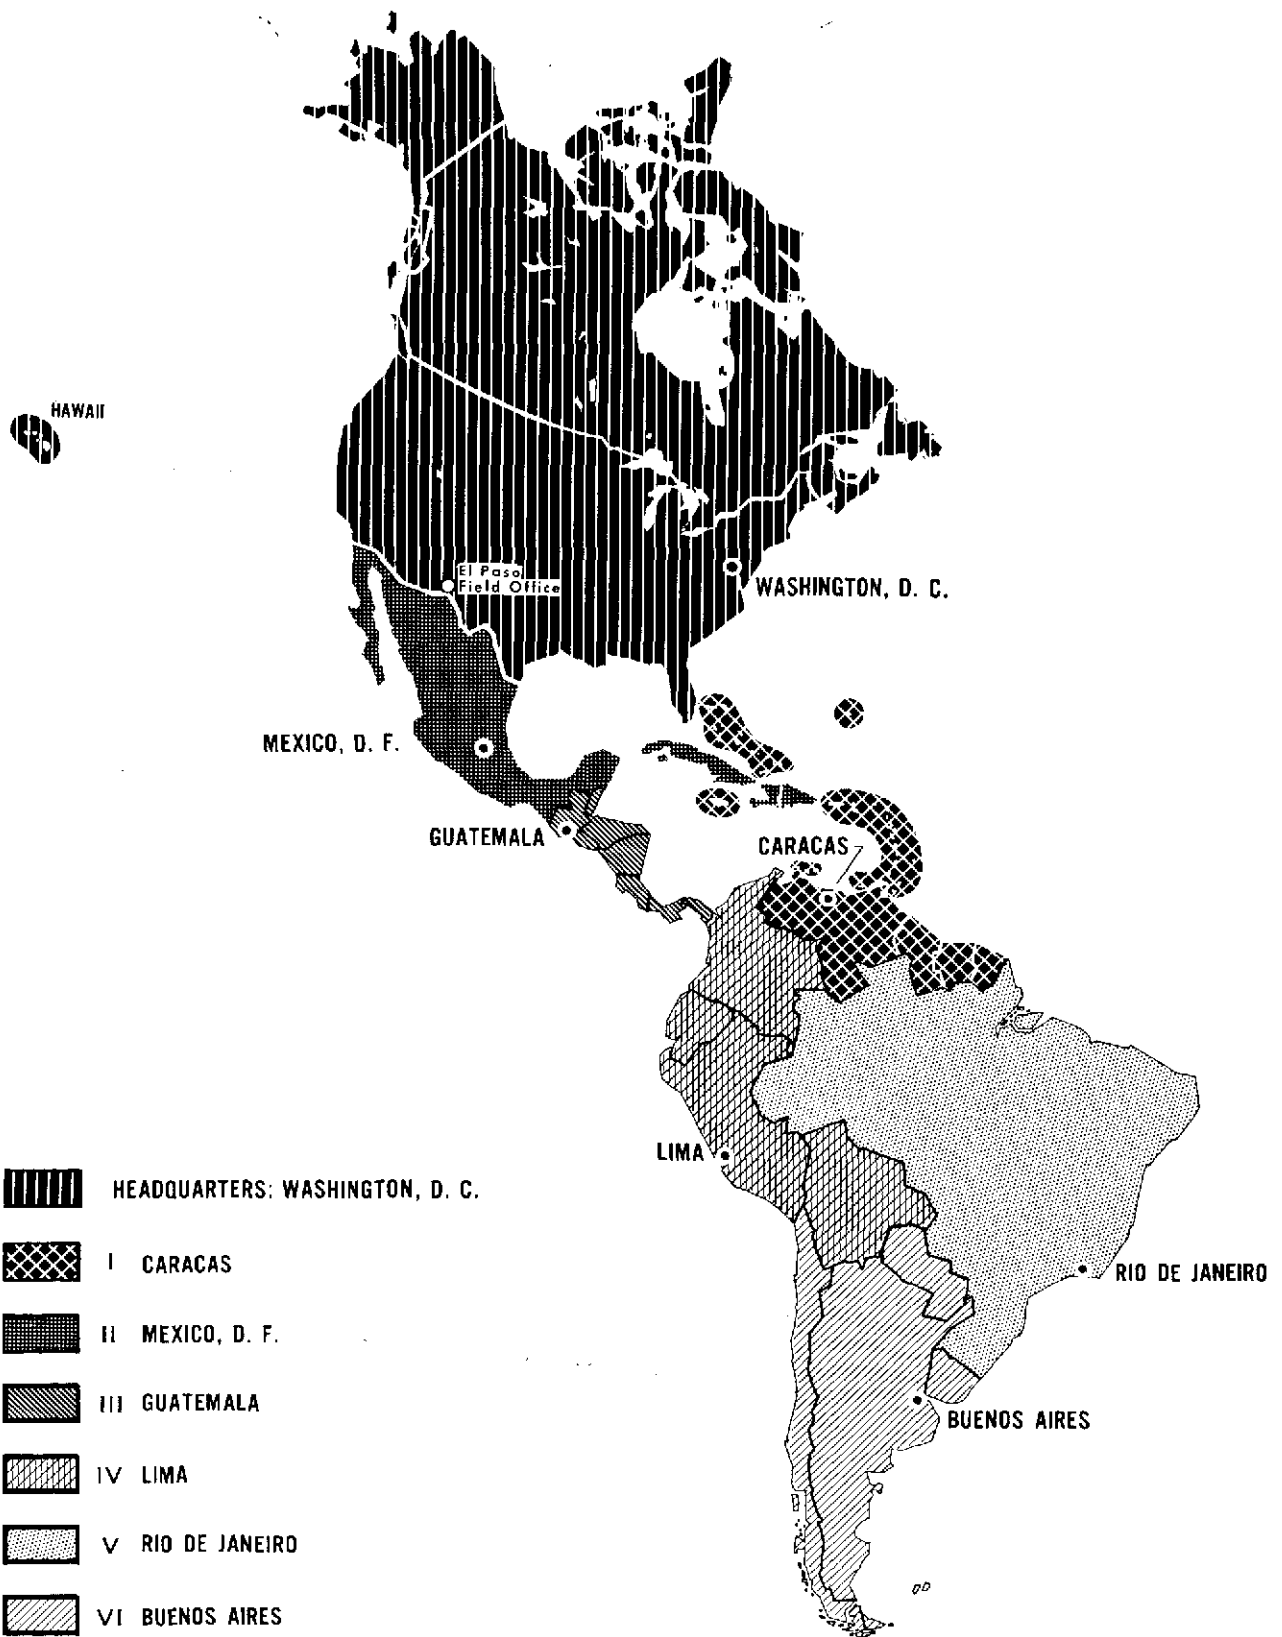 HAWAII
El Paso
Field Office
WASHINGTON, D. C.
MEXICO, D. F.
GUATEMALA
CARACAS
LIMA
RIO DE JANEIRO
BUENOS AIRES
HEADQUARTERS: WASHINGTON, D. C.
I CARACAS
II MEXICO, D. F.
III GUATEMALA
IV LIMA
V RIO DE JANEIRO
VI BUENOS AIRES